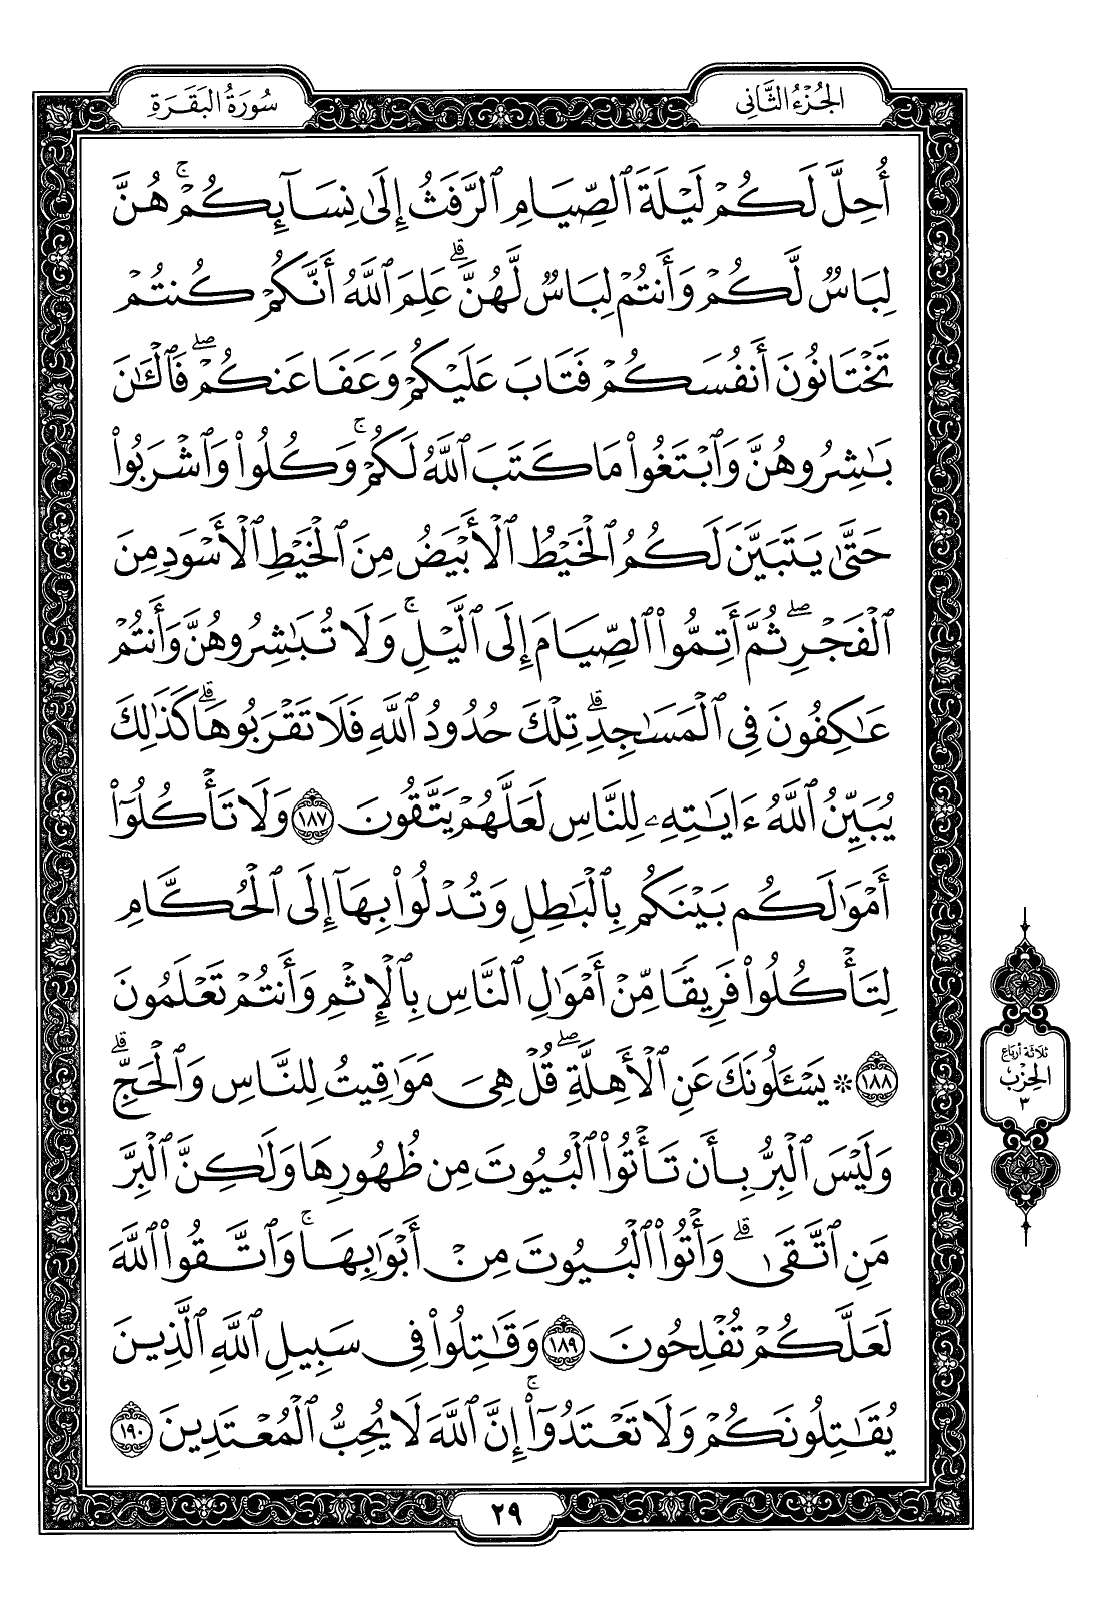 الجُزْءُ الثَّانِي
سُورَةُ البَقَرَةِ
أُحِلَّ لَكُمۡ لَيۡلَةَ ٱلصِّيَامِ ٱلرَّفَثُ إِلَىٰ نِسَآئِكُمۡۚ هُنَّ
لِبَاسٞ لَّكُمۡ وَأَنتُمۡ لِبَاسٞ لَّهُنَّۗ عَلِمَ ٱللَّهُ أَنَّكُمۡ كُنتُمۡ
تَخۡتَانُونَ أَنفُسَكُمۡ فَتَابَ عَلَيۡكُمۡ وَعَفَا عَنكُمۡۖ فَٱلۡـَٰٔنَ
بَٰشِرُوهُنَّ وَٱبۡتَغُواْ مَا كَتَبَ ٱللَّهُ لَكُمۡۚ وَكُلُواْ وَٱشۡرَبُواْ
حَتَّىٰ يَتَبَيَّنَ لَكُمُ ٱلۡخَيۡطُ ٱلۡأَبۡيَضُ مِنَ ٱلۡخَيۡطِ ٱلۡأَسۡوَدِ مِنَ
ٱلۡفَجۡرِۖ ثُمَّ أَتِمُّواْ ٱلصِّيَامَ إِلَى ٱلَّيۡلِۚ وَلَا تُبَٰشِرُوهُنَّ وَأَنتُمۡ
عَٰكِفُونَ فِي ٱلۡمَسَٰجِدِۗ تِلۡكَ حُدُودُ ٱللَّهِ فَلَا تَقۡرَبُوهَاۗ كَذَٰلِكَ
يُبَيِّنُ ٱللَّهُ ءَايَٰتِهِۦ لِلنَّاسِ لَعَلَّهُمۡ يَتَّقُونَ ١٨٧ وَلَا تَأۡكُلُوٓاْ
أَمۡوَٰلَكُم بَيۡنَكُم بِٱلۡبَٰطِلِ وَتُدۡلُواْ بِهَآ إِلَى ٱلۡحُكَّامِ
لِتَأۡكُلُواْ فَرِيقٗا مِّنۡ أَمۡوَٰلِ ٱلنَّاسِ بِٱلۡإِثۡمِ وَأَنتُمۡ تَعۡلَمُونَ
١٨٨ * يَسۡـَٔلُونَكَ عَنِ ٱلۡأَهِلَّةِۖ قُلۡ هِيَ مَوَٰقِيتُ لِلنَّاسِ وَٱلۡحَجِّۗ
وَلَيۡسَ ٱلۡبِرُّ بِأَن تَأۡتُواْ ٱلۡبُيُوتَ مِن ظُهُورِهَا وَلَٰكِنَّ ٱلۡبِرَّ
مَنِ ٱتَّقَىٰۗ وَأۡتُواْ ٱلۡبُيُوتَ مِنۡ أَبۡوَٰبِهَاۚ وَٱتَّقُواْ ٱللَّهَ
لَعَلَّكُمۡ تُفۡلِحُونَ ١٨٩ وَقَٰتِلُواْ فِي سَبِيلِ ٱللَّهِ ٱلَّذِينَ
يُقَٰتِلُونَكُمۡ وَلَا تَعۡتَدُوٓاْۚ إِنَّ ٱللَّهَ لَا يُحِبُّ ٱلۡمُعۡتَدِينَ ١٩٠
ثلاثة أرباع
الحِزْب
٣
٢٩